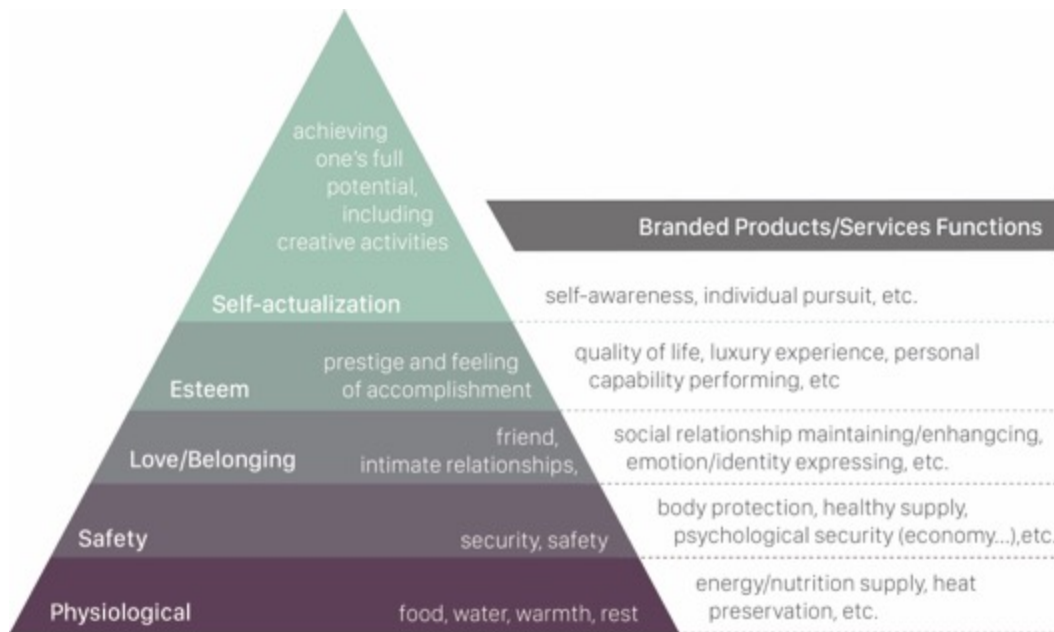 achieving
one's full
potential,
including
creative activities
Self-actualization
Branded Products/Services Functions
self-awareness, individual pursuit, etc.
Esteem
prestige and feeling
of accomplishment
quality of life, luxury experience, personal
capability performing, etc
Love/Belonging
friend,
intimate relationships,
social relationship maintaining/enhangcing,
emotion/identity expressing, etc.
Safety
security, safety
body protection, healthy supply,
psychological security (economy...),etc.
Physiological
food, water, warmth, rest
energy/nutrition supply, heat
preservation, etc.